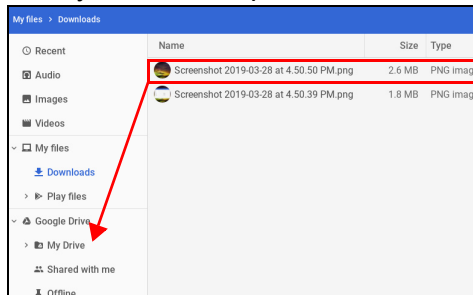 My files > Downloads
Recent
Audio
Images
Videos
My files
Downloads
Play files
Google Drive
My Drive
Shared with me
Offline
Name Size Type
Screenshot 2019-03-28 at 4.50.50 PM.png 2.6 MB PNG imag
Screenshot 2019-03-28 at 4.50.39 PM.png 1.8 MB PNG imag